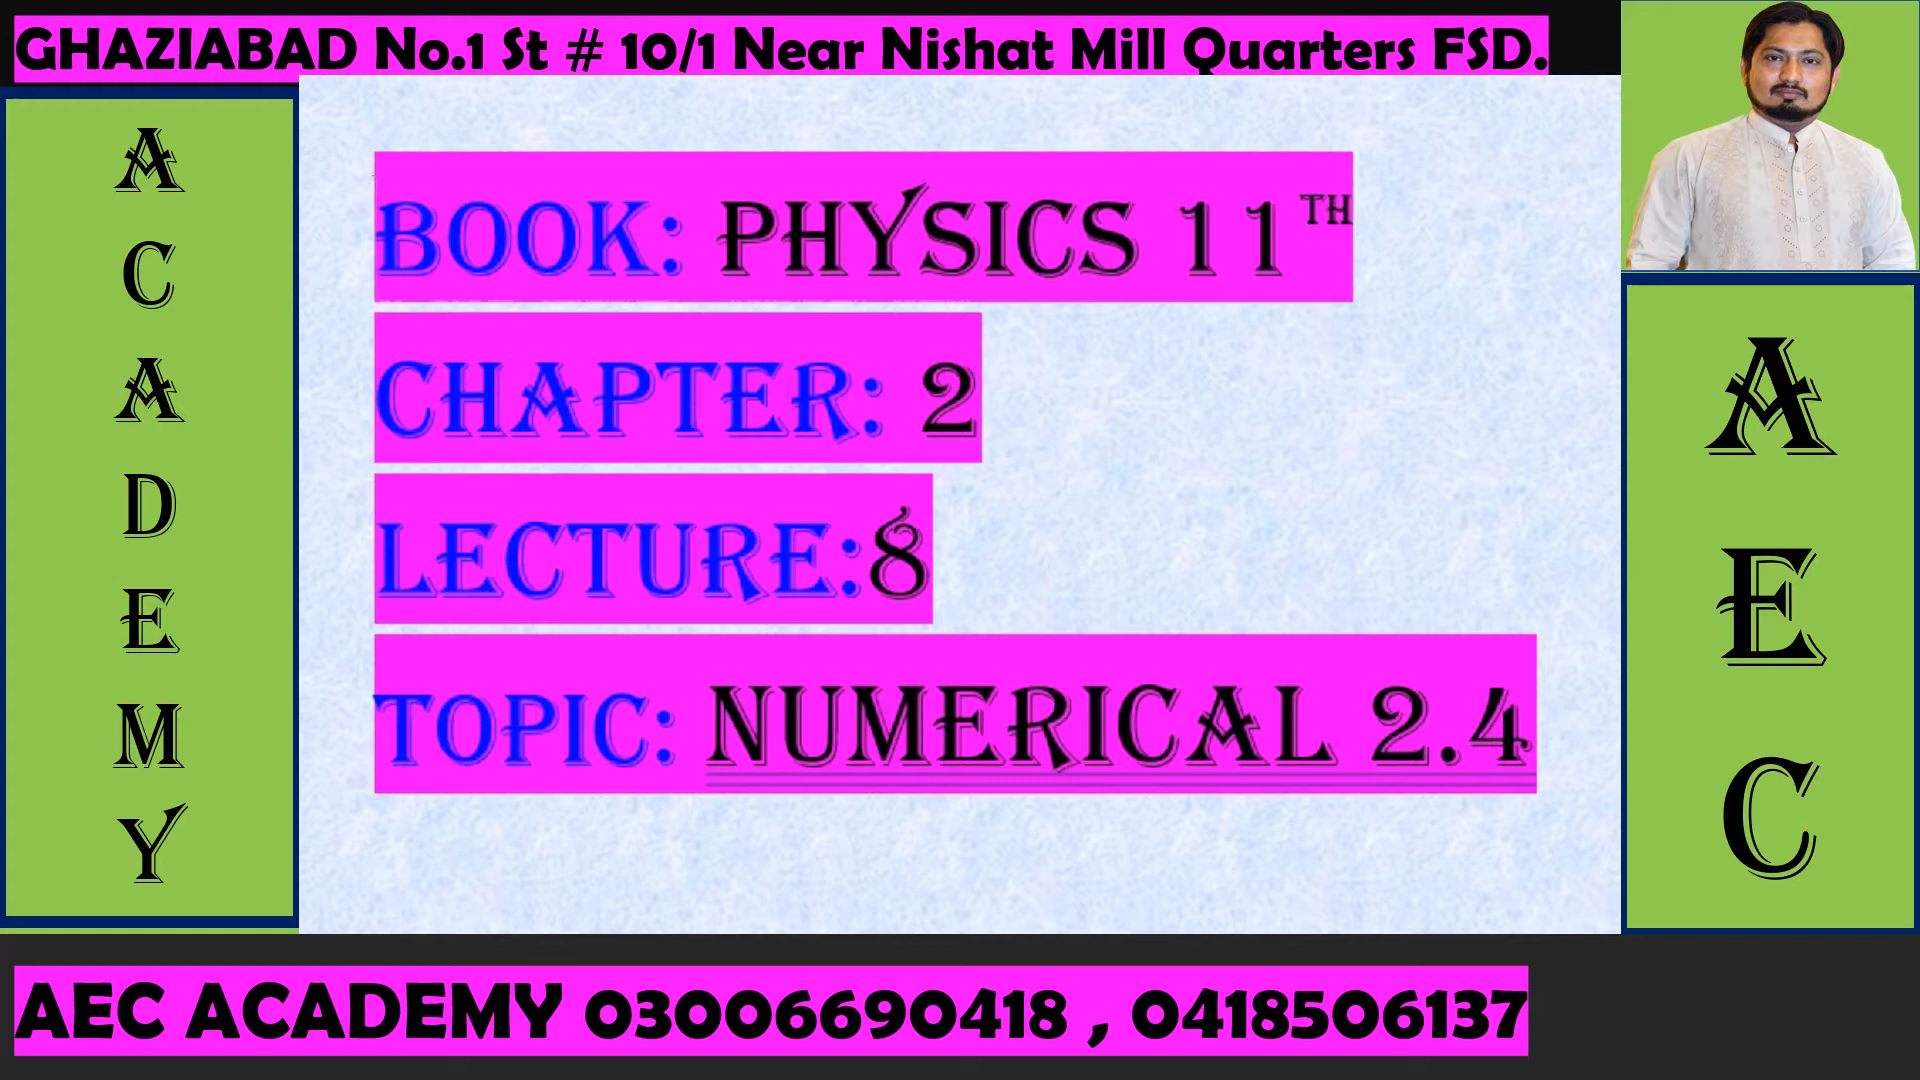 GHAZIABAD No.1 St # 10/1 Near Nishat Mill Quarters FSD.
ACADEMY
BOOK: PHYSICS 11TH
CHAPTER: 2
LECTURE:8
TOPIC: NUMERICAL 2.4
AEC
AEC ACADEMY 03006690418 , 0418506137